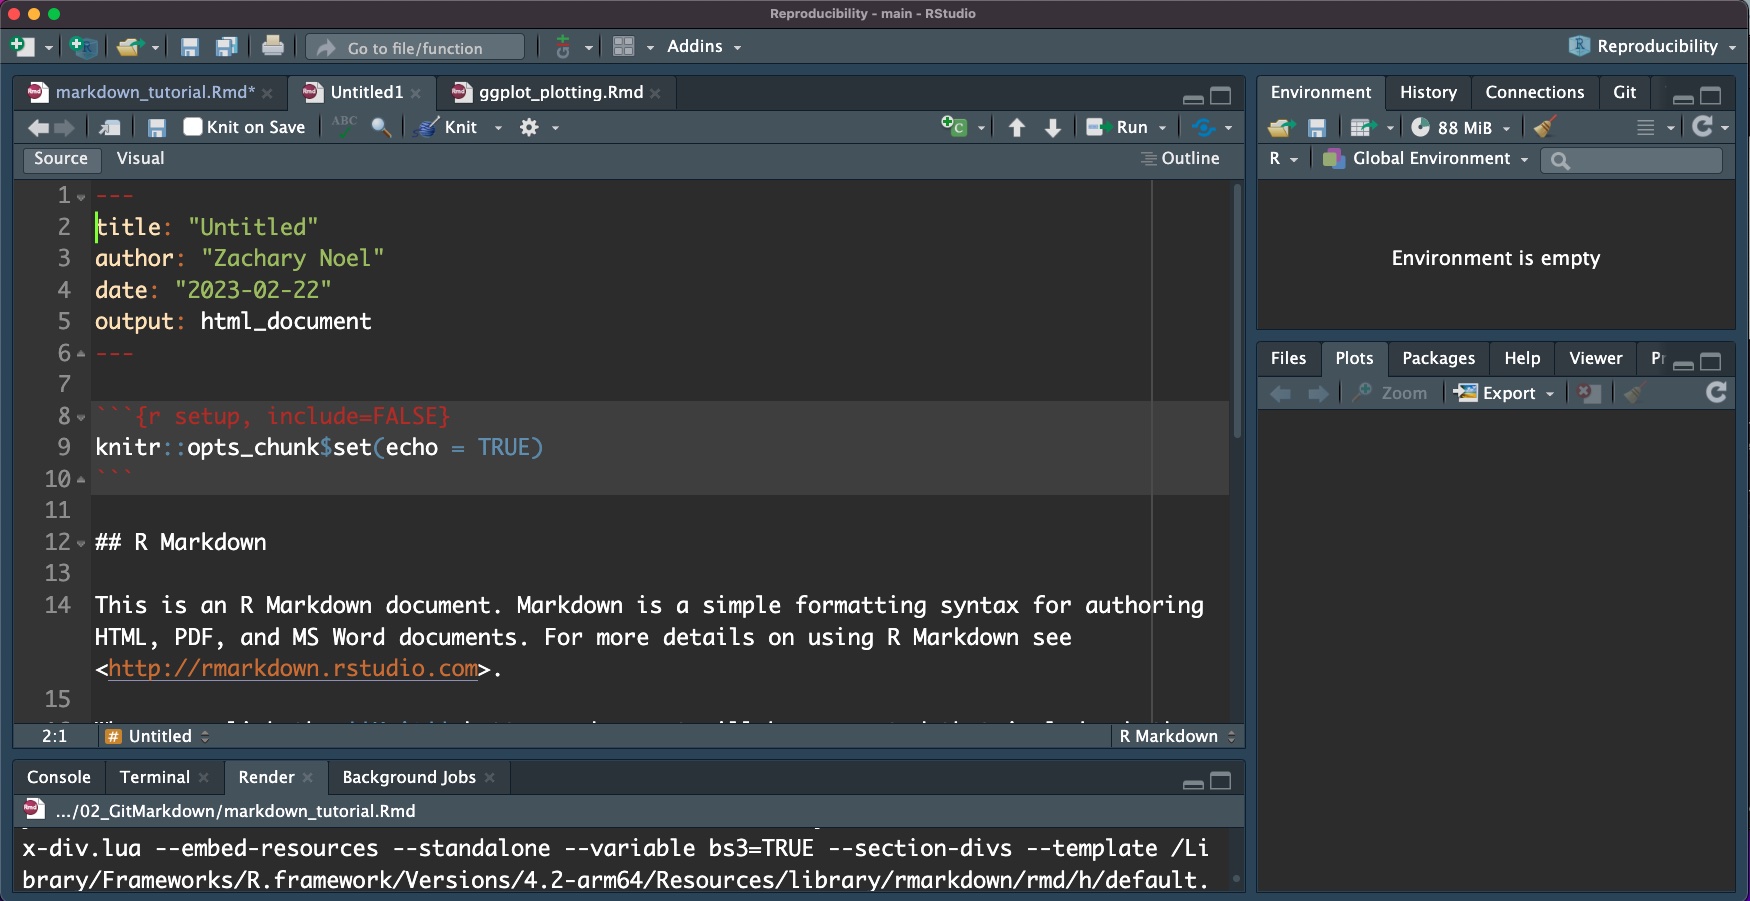 Reproducibility - main - RStudio
Go to file/function
Addins
Reproducibility
markdown_tutorial.Rmd*
Untitled1
ggplot_plotting.Rmd
Knit on Save
ABC
Knit
Run
Source
Visual
Outline
1 ---
2 title: "Untitled"
3 author: "Zachary Noel"
4 date: "2023-02-22"
5 output: html_document
6 ---
7
8 ```{r setup, include=FALSE}
9 knitr::opts_chunk$set(echo = TRUE)
10 ```
11
12 ## R Markdown
13
14 This is an R Markdown document. Markdown is a simple formatting syntax for authoring
HTML, PDF, and MS Word documents. For more details on using R Markdown see
<http://rmarkdown.rstudio.com>.
15
2:1
# Untitled
R Markdown
Console
Terminal
Render
Background Jobs
.../02_GitMarkdown/markdown_tutorial.Rmd
x-div.lua --embed-resources --standalone --variable bs3=TRUE --section-divs --template /Li
brary/Frameworks/R.framework/Versions/4.2-arm64/Resources/library/rmarkdown/rmd/h/default.
Environment
History
Connections
Git
88 MiB
R
Global Environment
Environment is empty
Files
Plots
Packages
Help
Viewer
Zoom
Export